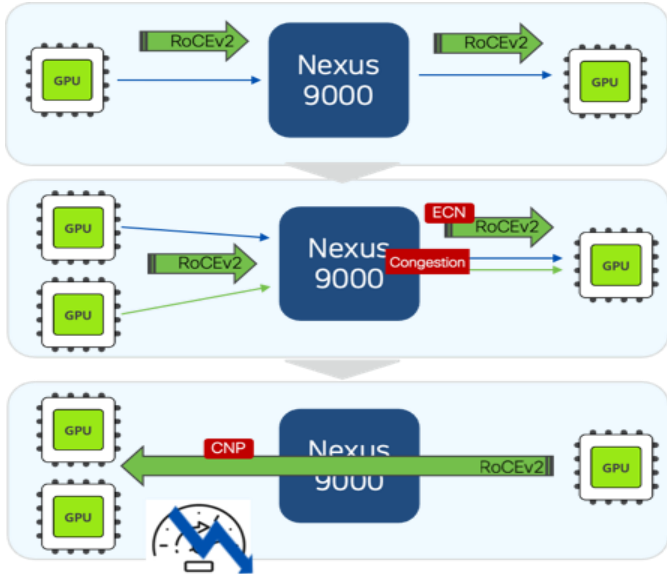 RoCEv2
RoCEv2
GPU
Nexus
9000
GPU
GPU
ECN
RoCEv2
RoCEv2
Nexus
9000
Congestion
GPU
GPU
GPU
CNP
Nexus
9000
RoCEv2
GPU
GPU